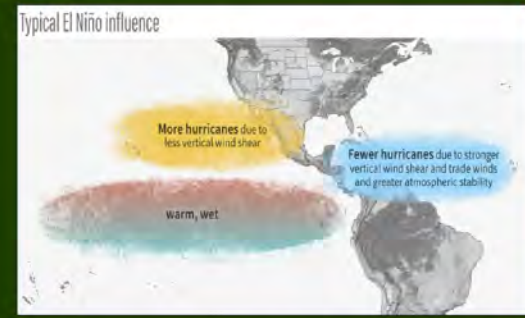 Typical El Niño influence
More hurricanes due to
less vertical wind shear
Fewer hurricanes due to stronger
vertical wind shear and trade winds
and greater atmospheric stability
warm, wet